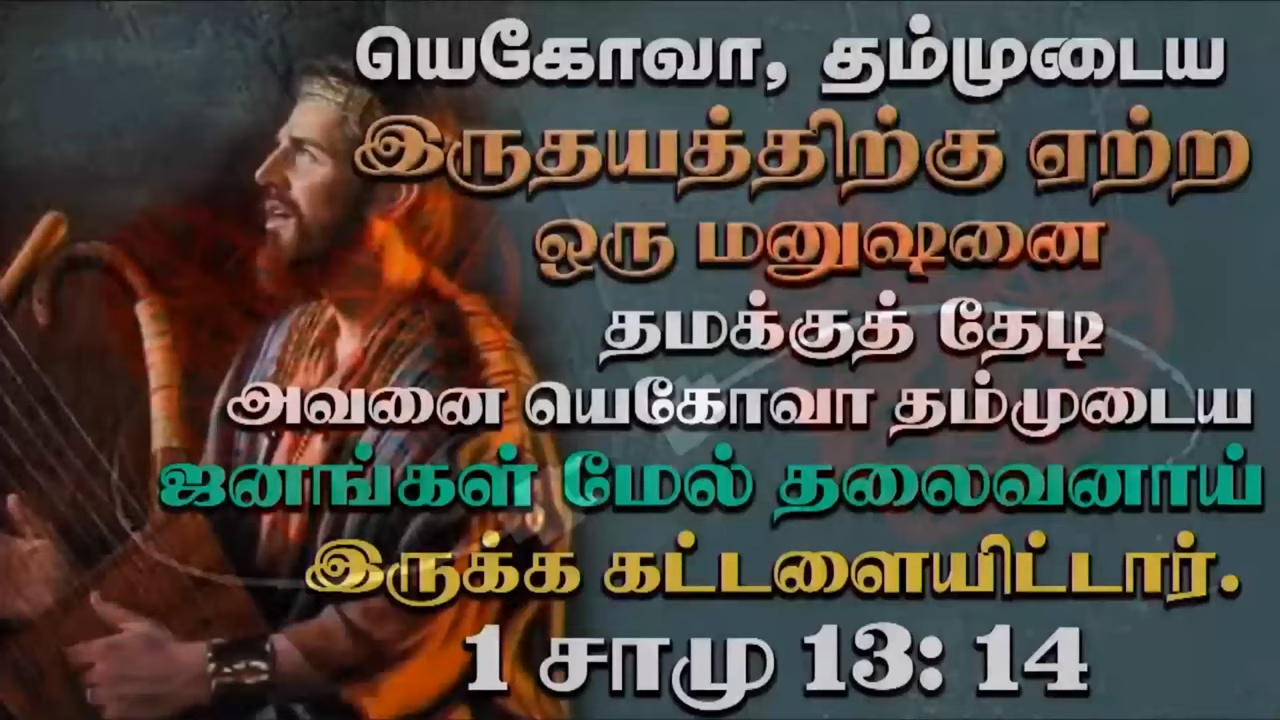 யெகோவா, தம்முடைய
இருதயத்திற்கு ஏற்ற
ஒரு மனுஷனை
தமக்குத் தேடி
அவனை யெகோவா தம்முடைய
ஜனங்கள் மேல் தலைவனாய்
இருக்க கட்டளையிட்டார்.
1 சாமு 13: 14